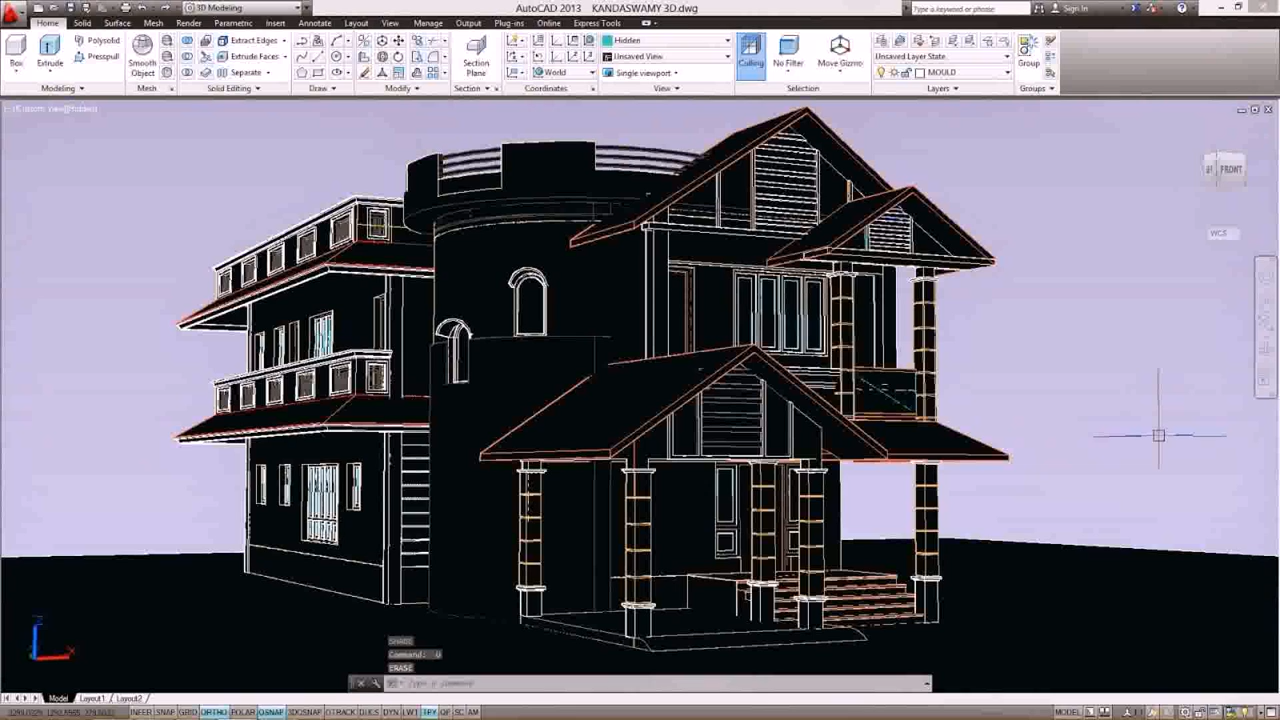 3D Modeling
AutoCAD 2013 KANDASWAMY 3D.dwg
Type a keyword or phrase
Sign In
Home Solid Surface Mesh Render Parametric Insert Annotate Layout View Manage Output Plug-ins Online Express Tools
Polysolid
Presspull
Extract Edges
Extrude Faces
Separate
Hidden
Unsaved View
World
Single viewport
Unsaved Layer State
MOULD
Box Extrude
Smooth Object
Section Plane
Culling No Filter Move Gizmo
Group
Modeling Mesh Solid Editing Draw Modify Section Coordinates View Selection Layers Groups
FRONT
WCS
Command: U
ERASE
Type a command
Model Layout1 Layout2
INFER SNAP GRID ORTHO POLAR OSNAP 3DOSNAP OTRACK DUCS DYN LWT TPY QP SC AM
MODEL
1:1